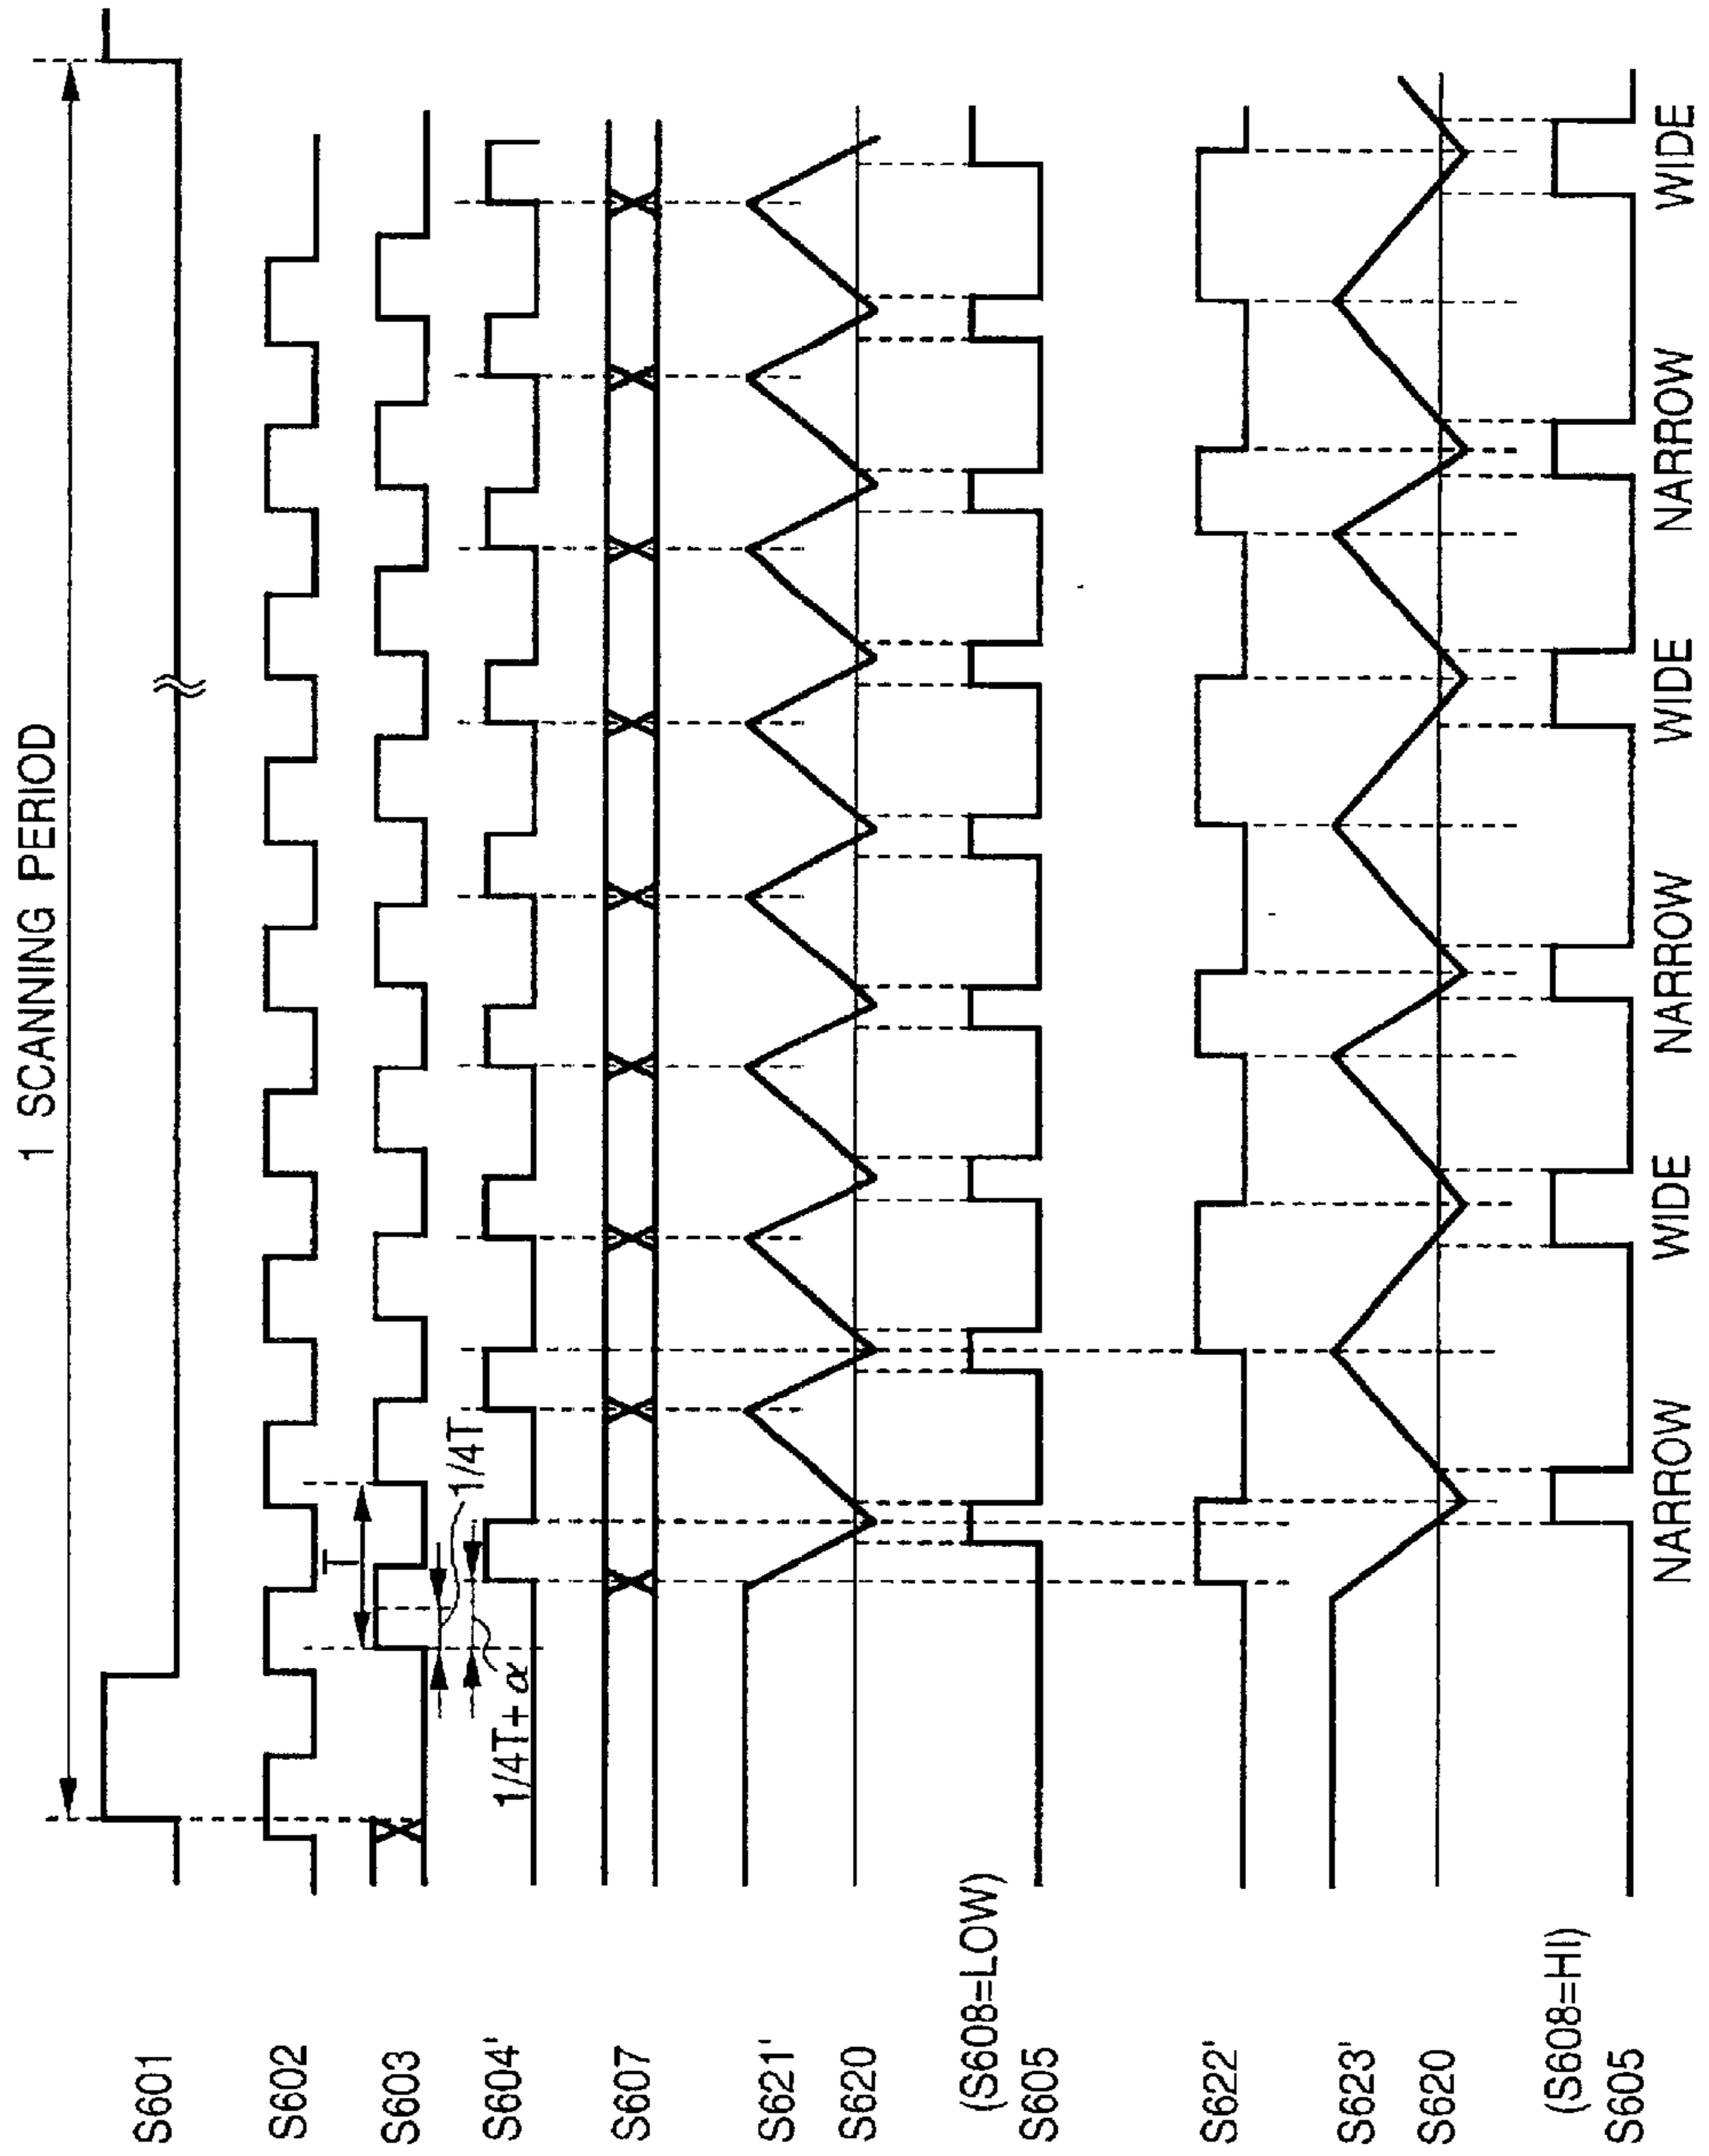 1 SCANNING PERIOD
S601
S602
T
S603
1/4T
1/4T+α
S604'
S607
S621'
S620
(S608=LOW)
S605
S622'
S623'
S620
(S608=HI)
S605
NARROW WIDE NARROW WIDE NARROW WIDE